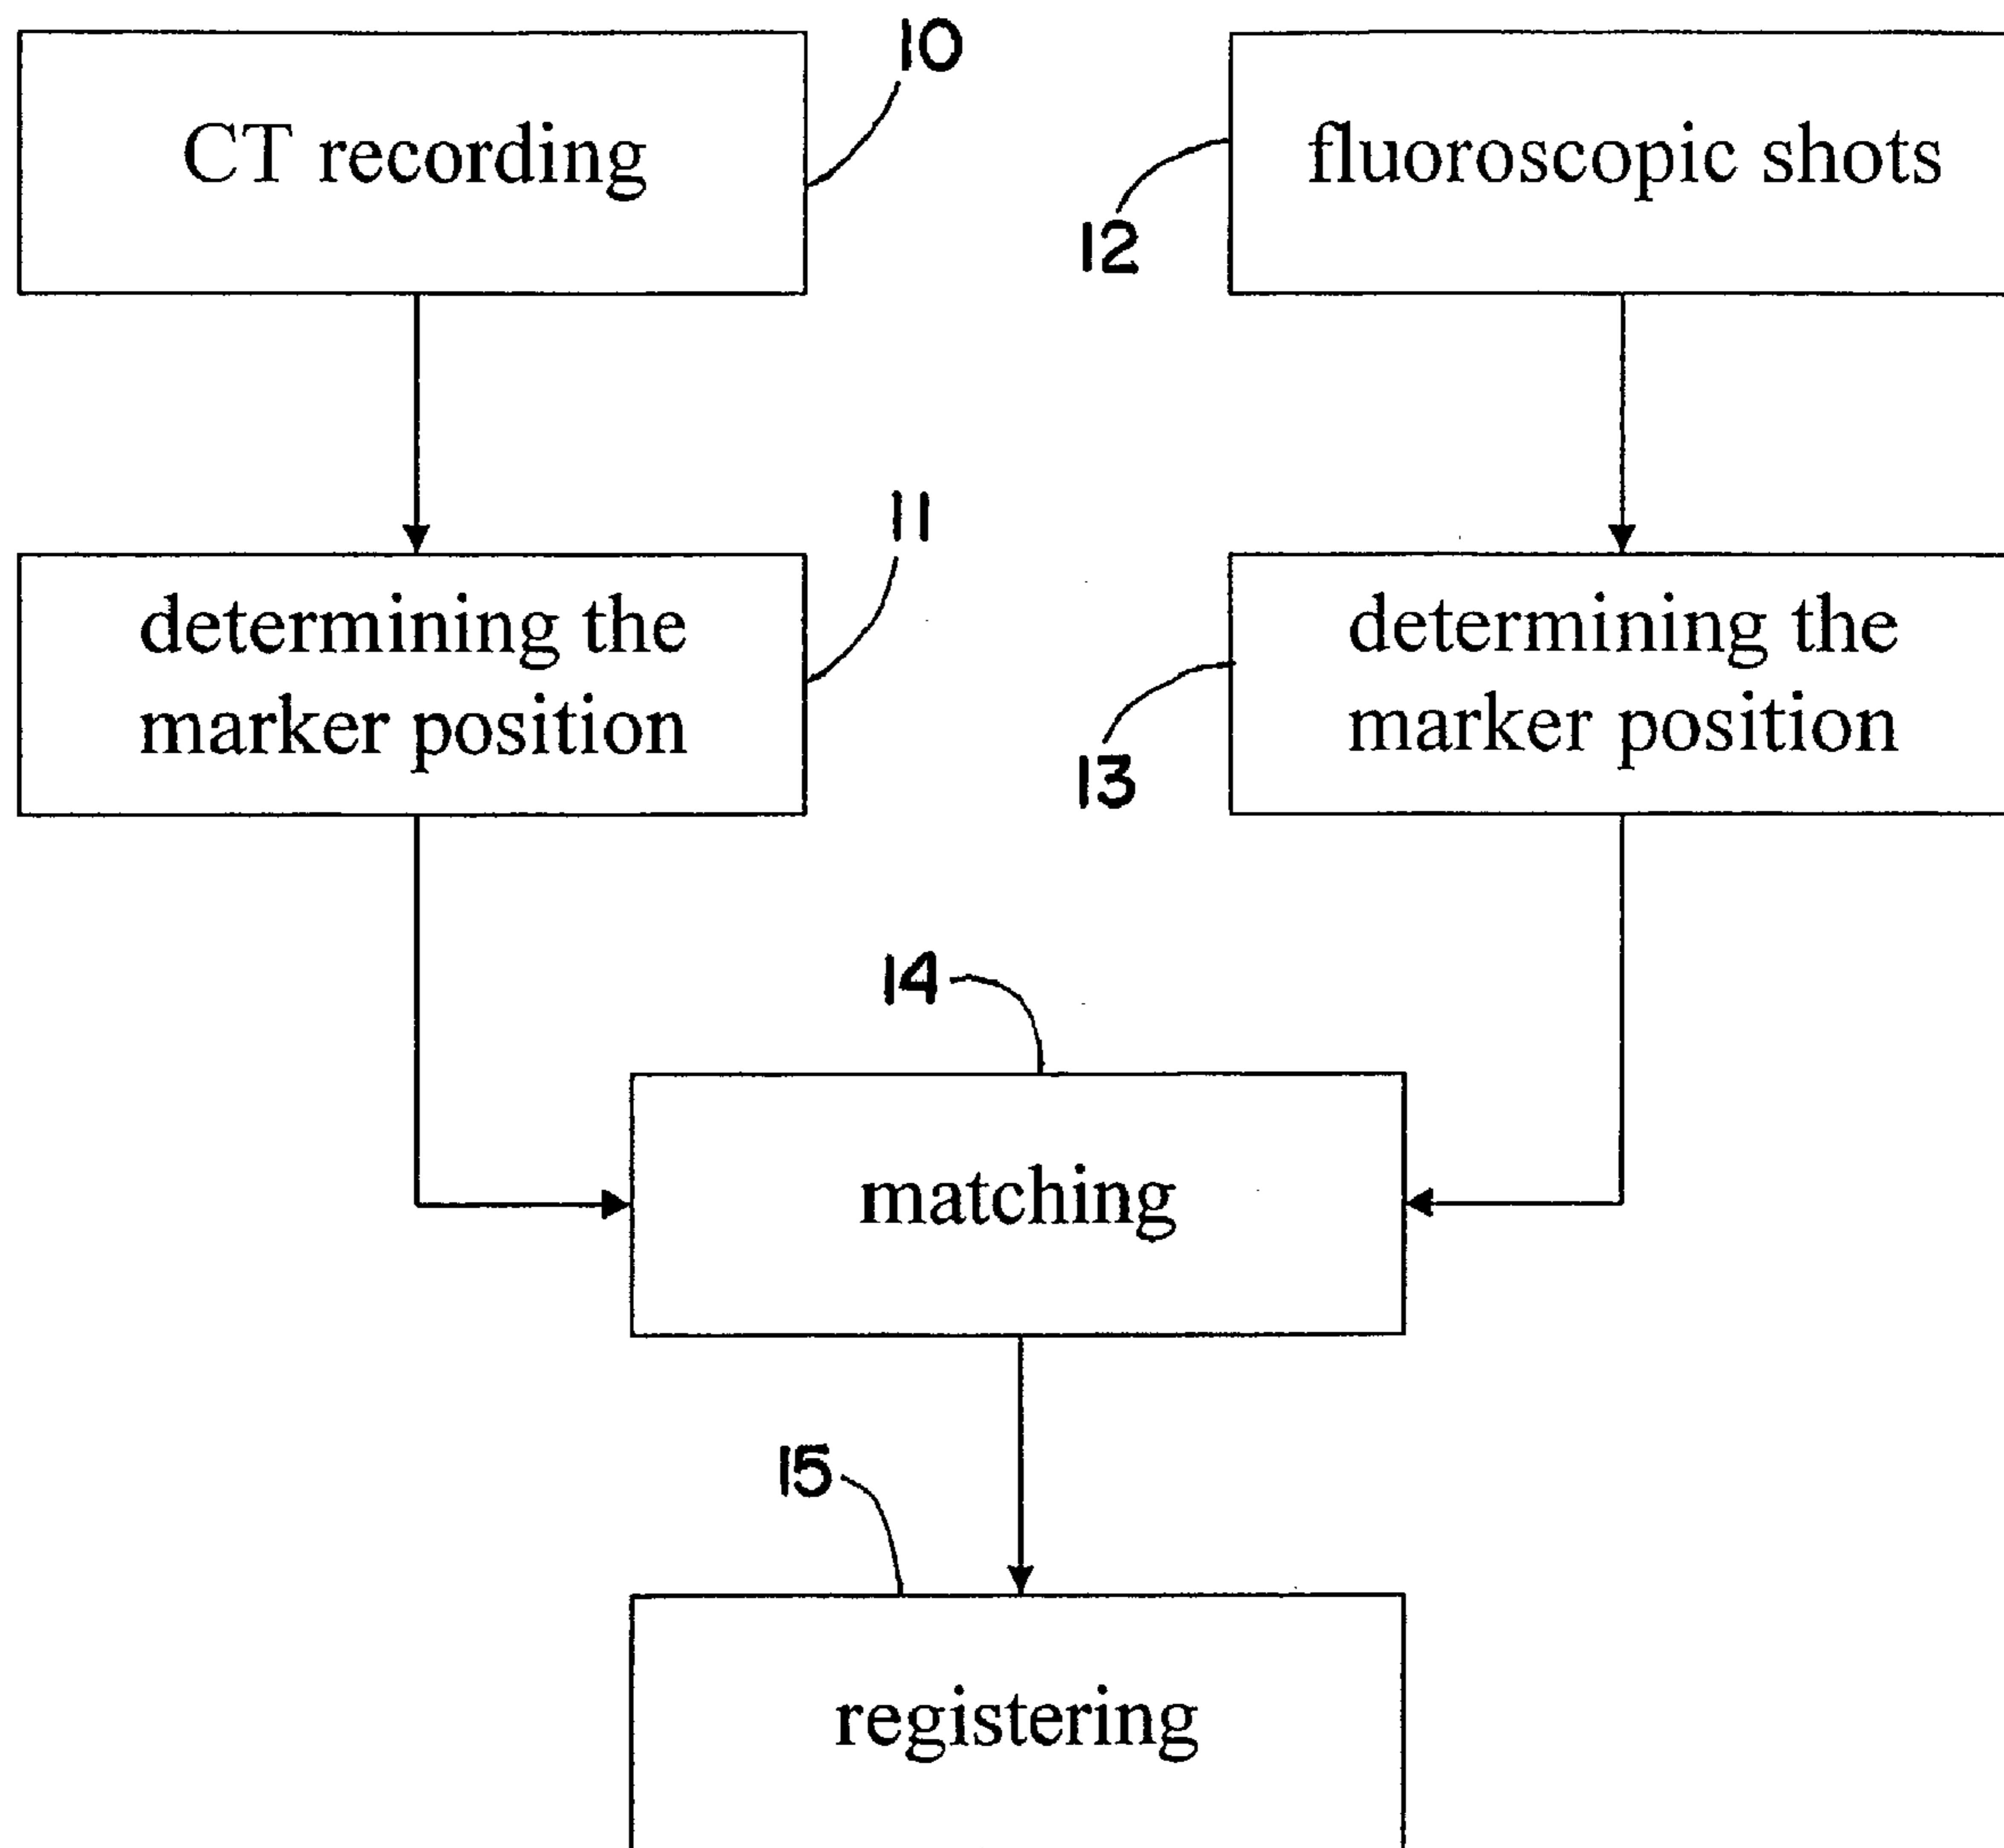 10
CT recording
fluoroscopic shots
12
11
determining the
marker position
determining the
marker position
13
14
matching
15
registering